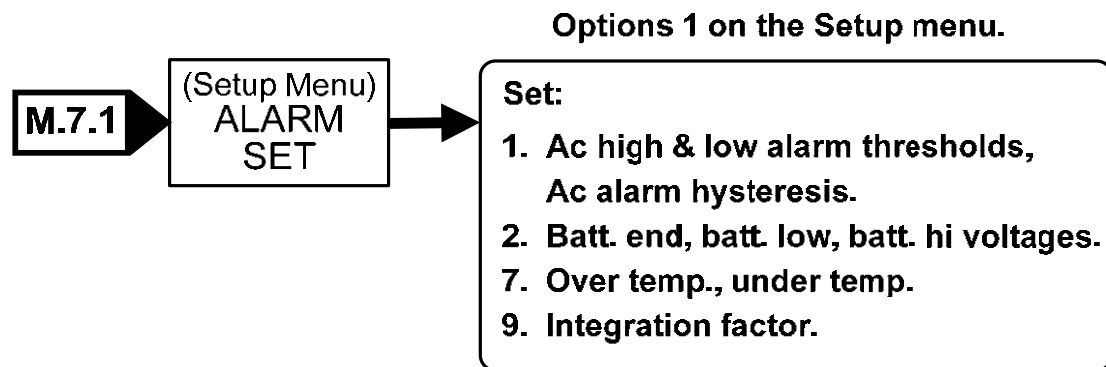 Options 1 on the Setup menu.
M.7.1
(Setup Menu)
ALARM
SET
Set:
1. Ac high & low alarm thresholds,
Ac alarm hysteresis.
2. Batt. end, batt. low, batt. hi voltages.
7. Over temp., under temp.
9. Integration factor.